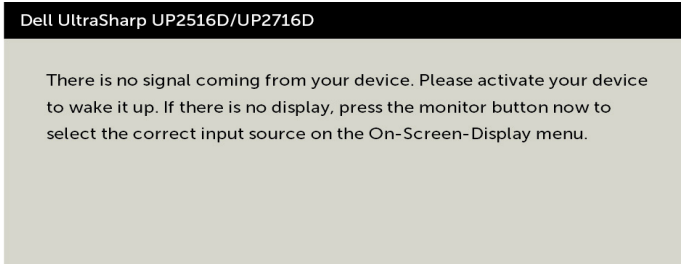 Dell UltraSharp UP2516D/UP2716D
There is no signal coming from your device. Please activate your device
to wake it up. If there is no display, press the monitor button now to
select the correct input source on the On-Screen-Display menu.